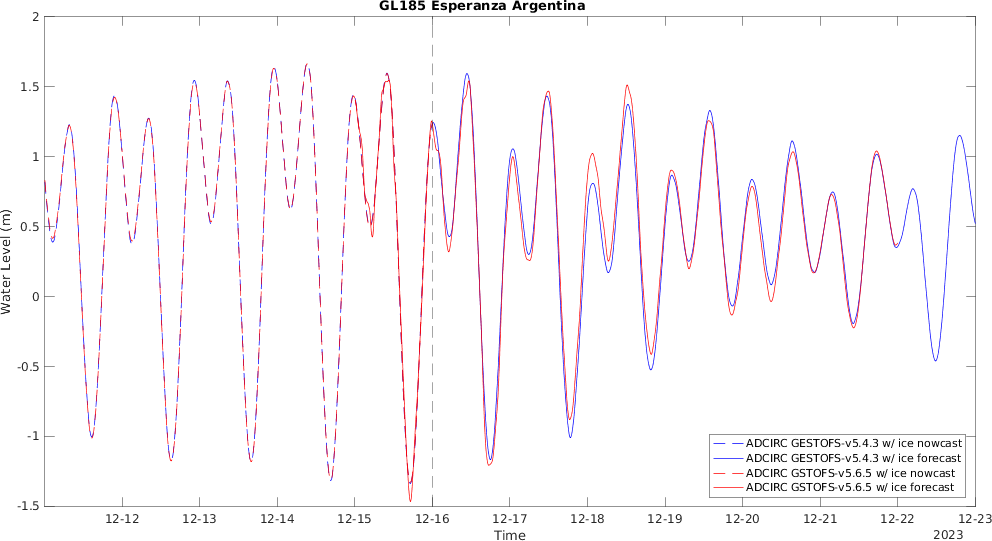 GL185 Esperanza Argentina
2
1.5
1
0.5
0
-0.5
-1
-1.5
Water Level (m)
ADCIRC GESTOFS-v5.4.3 w/ ice nowcast
ADCIRC GESTOFS-v5.4.3 w/ ice forecast
ADCIRC GSTOFS-v5.6.5 w/ ice nowcast
ADCIRC GSTOFS-v5.6.5 w/ ice forecast
12-12 12-13 12-14 12-15 12-16 12-17 12-18 12-19 12-20 12-21 12-22 12-23
Time
2023